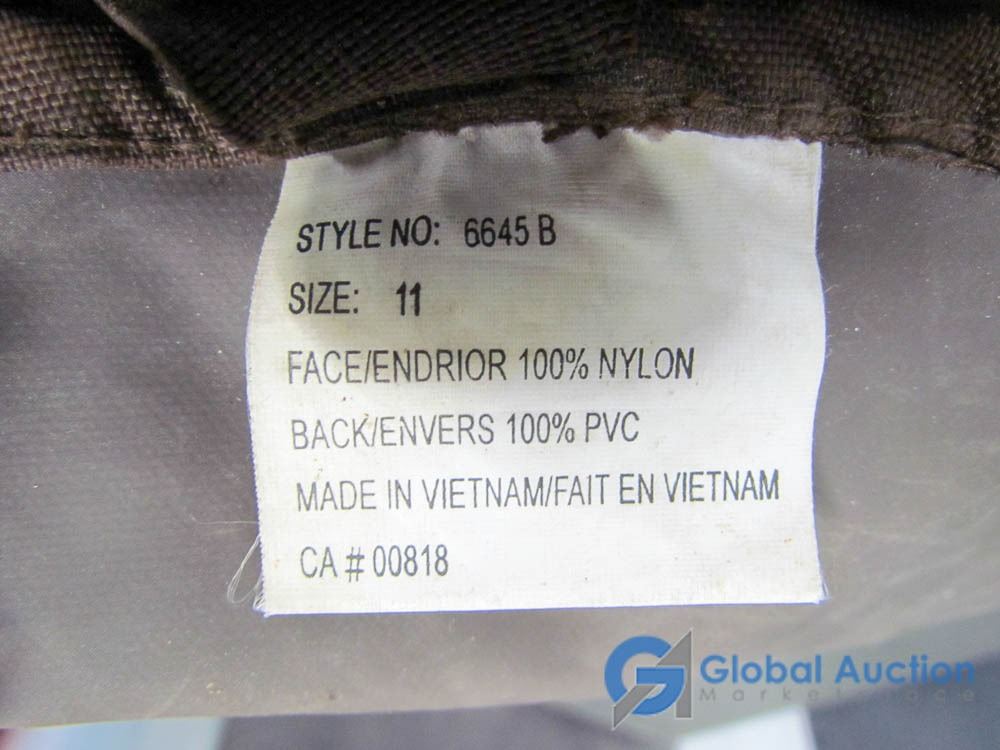 STYLE NO: 6645 B
SIZE: 11
FACE/ENDRIOR 100% NYLON
BACK/ENVERS 100% PVC
MADE IN VIETNAM/FAIT EN VIETNAM
CA # 00818
GA Global Auction
Marketplace